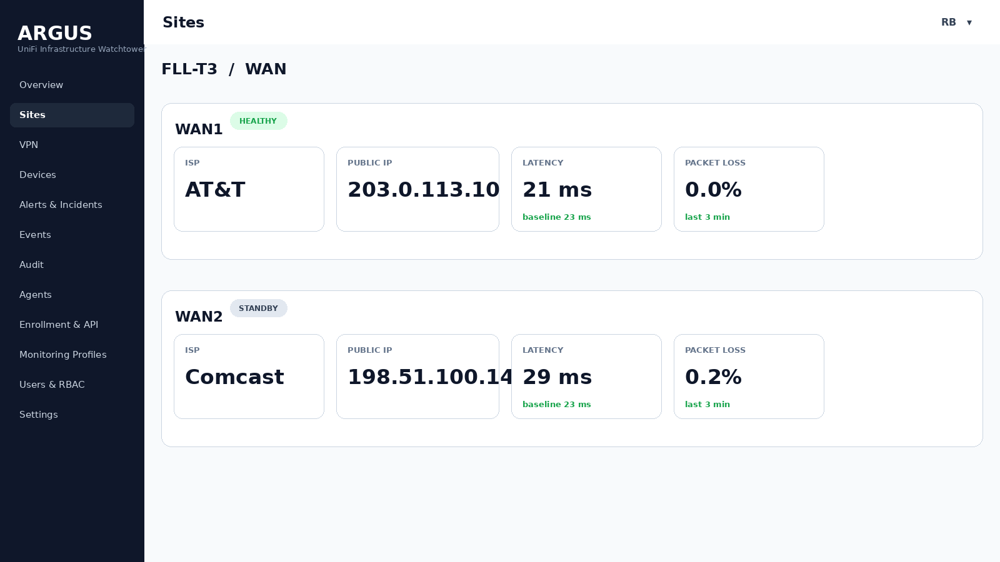 ARGUS
UniFi Infrastructure Watchtower
Overview
Sites
VPN
Devices
Alerts & Incidents
Events
Audit
Agents
Enrollment & API
Monitoring Profiles
Users & RBAC
Settings
Sites
RB ▼
FLL-T3 / WAN
WAN1 HEALTHY
ISP
AT&T
PUBLIC IP
203.0.113.10
LATENCY
21 ms
baseline 23 ms
PACKET LOSS
0.0%
last 3 min
WAN2 STANDBY
ISP
Comcast
PUBLIC IP
198.51.100.14
LATENCY
29 ms
baseline 23 ms
PACKET LOSS
0.2%
last 3 min